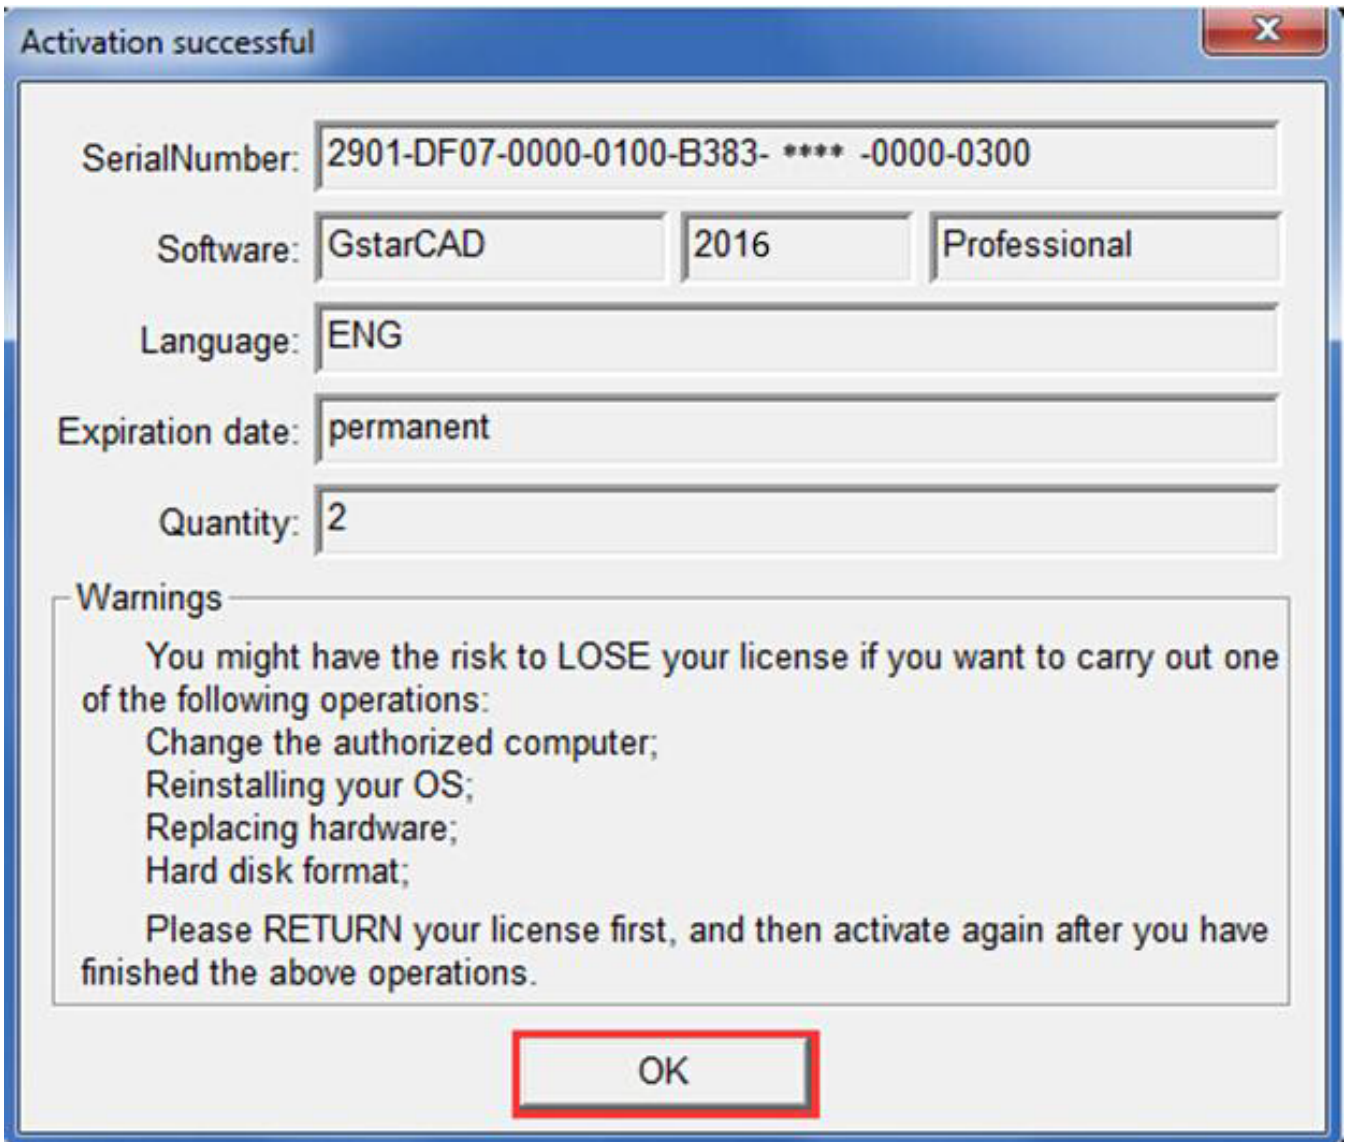 Activation successful
SerialNumber: 2901-DF07-0000-0100-B383- **** -0000-0300
Software: GstarCAD 2016 Professional
Language: ENG
Expiration date: permanent
Quantity: 2
Warnings
You might have the risk to LOSE your license if you want to carry out one
of the following operations:
Change the authorized computer;
Reinstalling your OS;
Replacing hardware;
Hard disk format;
Please RETURN your license first, and then activate again after you have
finished the above operations.
OK